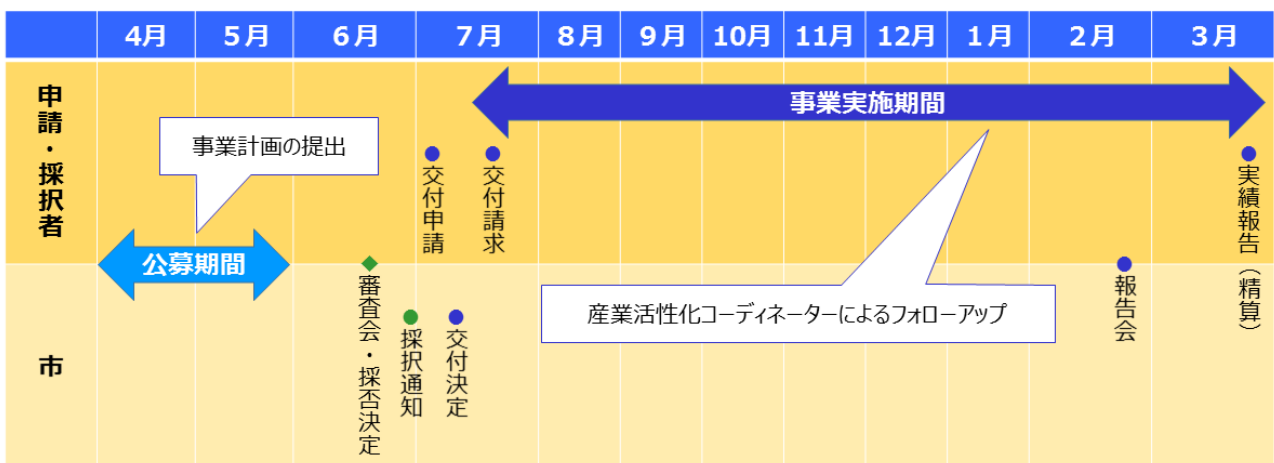 4月 5月 6月 7月 8月 9月 10月 11月 12月 1月 2月 3月
申請・採択者
事業実施期間
事業計画の提出
交付申請
交付請求
実績報告（精算）
公募期間
審査会・採否決定
採択通知
交付決定
産業活性化コーディネーターによるフォローアップ
報告会
市